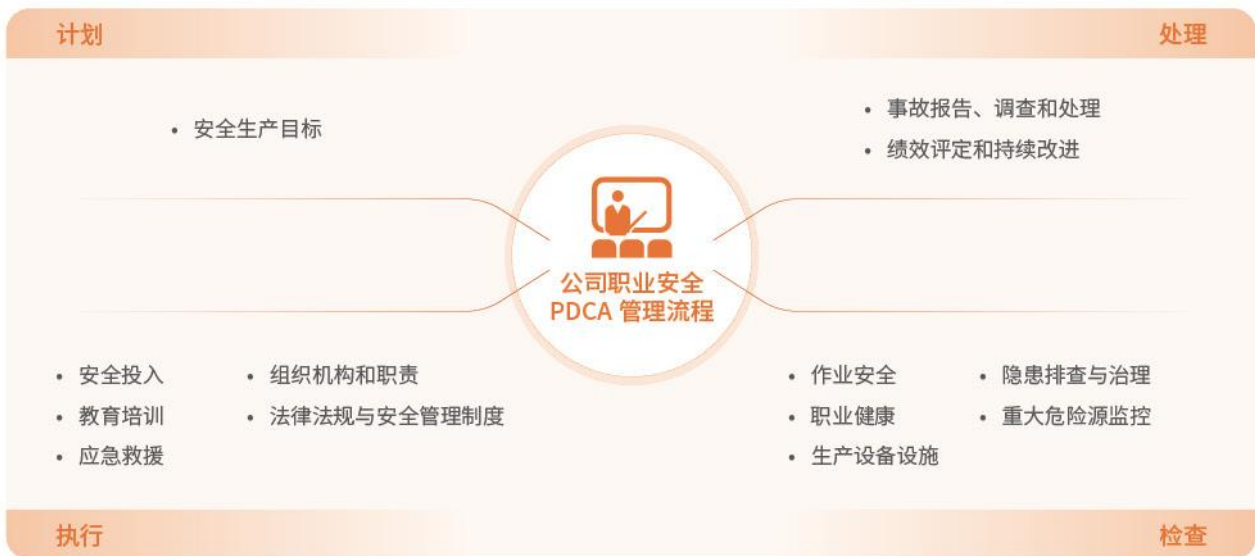 计划
处理
• 安全生产目标
• 事故报告、调查和处理
• 绩效评定和持续改进
公司职业安全
PDCA 管理流程
• 安全投入
• 教育培训
• 应急救援
• 组织机构和职责
• 法律法规与安全管理制度
• 作业安全
• 职业健康
• 生产设备设施
• 隐患排查与治理
• 重大危险源监控
执行
检查